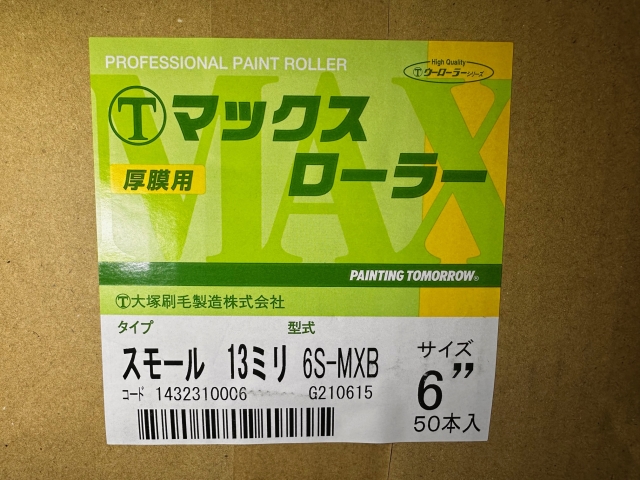 PROFESSIONAL PAINT ROLLER
High Quality
Ⓣ ウーローラーシリーズ
MAX
Ⓣマックス
厚膜用
ローラー
PAINTING TOMORROW®
Ⓣ大塚刷毛製造株式会社
タイプ 型式
スモール 13ミリ 6S-MXB
サイズ
6”
コード 1432310006 G210615
50本入